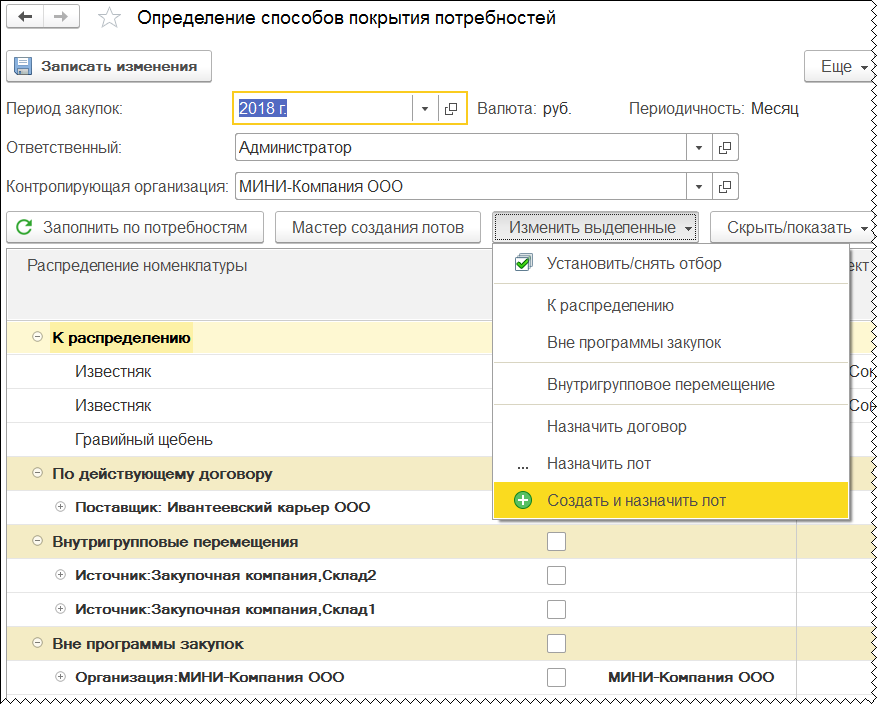 Определение способов покрытия потребностей
Записать изменения
Еще
Период закупок: 2018 г. Валюта: руб. Периодичность: Месяц
Ответственный: Администратор
Контролирующая организация: МИНИ-Компания ООО
Заполнить по потребностям Мастер создания лотов Изменить выделенные Скрыть/показать
Распределение номенклатуры
Установить/снять отбор
ект
К распределению
Вне программы закупок
К распределению
Известняк
Сок
Внутригрупповое перемещение
Известняк
Сок
Назначить договор
Гравийный щебень
... Назначить лот
По действующему договору
Создать и назначить лот
Поставщик: Ивантеевский карьер ООО
Внутригрупповые перемещения
Источник:Закупочная компания,Склад2
Источник:Закупочная компания,Склад1
Вне программы закупок
Организация:МИНИ-Компания ООО МИНИ-Компания ООО